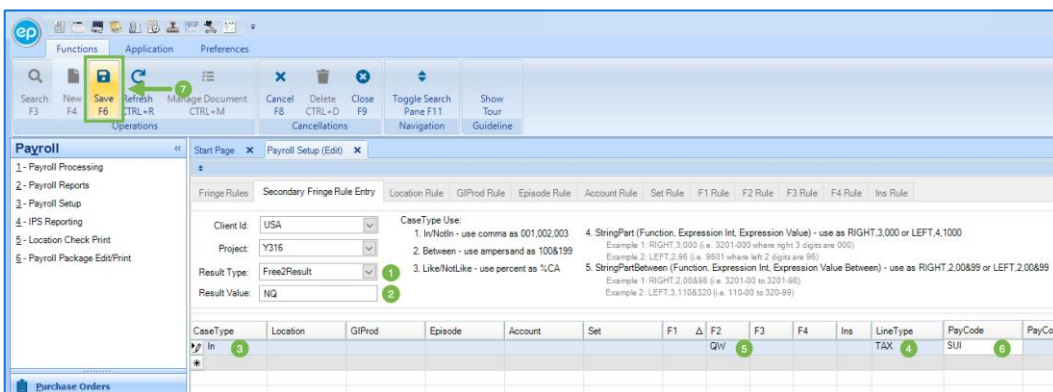 ep
Functions Application Preferences
Search F3
New F4
Save F6
7
Refresh CTRL+R
Manage Document CTRL+M
Cancel F8
Delete CTRL+D
Close F9
Toggle Search Pane F11
Show Tour
Operations Cancellations Navigation Guideline
Payroll «
1 - Payroll Processing
2 - Payroll Reports
3 - Payroll Setup
4 - IPS Reporting
5 - Location Check Print
6 - Payroll Package Edit/Print
Purchase Orders
Start Page Payroll Setup (Edit)
Fringe Rules Secondary Fringe Rule Entry Location Rule GIProd Rule Episode Rule Account Rule Set Rule F1 Rule F2 Rule F3 Rule F4 Rule Ins Rule
Client Id: USA
Project: Y316
Result Type: Free2Result 1
Result Value: NQ 2
CaseType Use:
1. In/NotIn - use comma as 001,002,003
2. Between - use ampersand as 100&199
3. Like/NotLike - use percent as %CA
4. StringPart (Function, Expression Int, Expression Value) - use as RIGHT,3,000 or LEFT,4,1000
Example 1: RIGHT,3,000 (i.e. 3201-000 where right 3 digits are 000)
Example 2: LEFT,2,96 (i.e. 9601 where left 2 digits are 96)
5. StringPartBetween (Function, Expression Int, Expression Value Between) - use as RIGHT,2,00&99 or LEFT,2,00&99
Example 1: RIGHT,2,00&98 (i.e. 3201-00 to 3201-98)
Example 2: LEFT,3,110&320 (i.e. 110-00 to 320-99)
CaseType Location GIProd Episode Account Set F1 F2 F3 F4 Ins LineType PayCode PayCo
In 3 QW 5 TAX 4 SUI 6